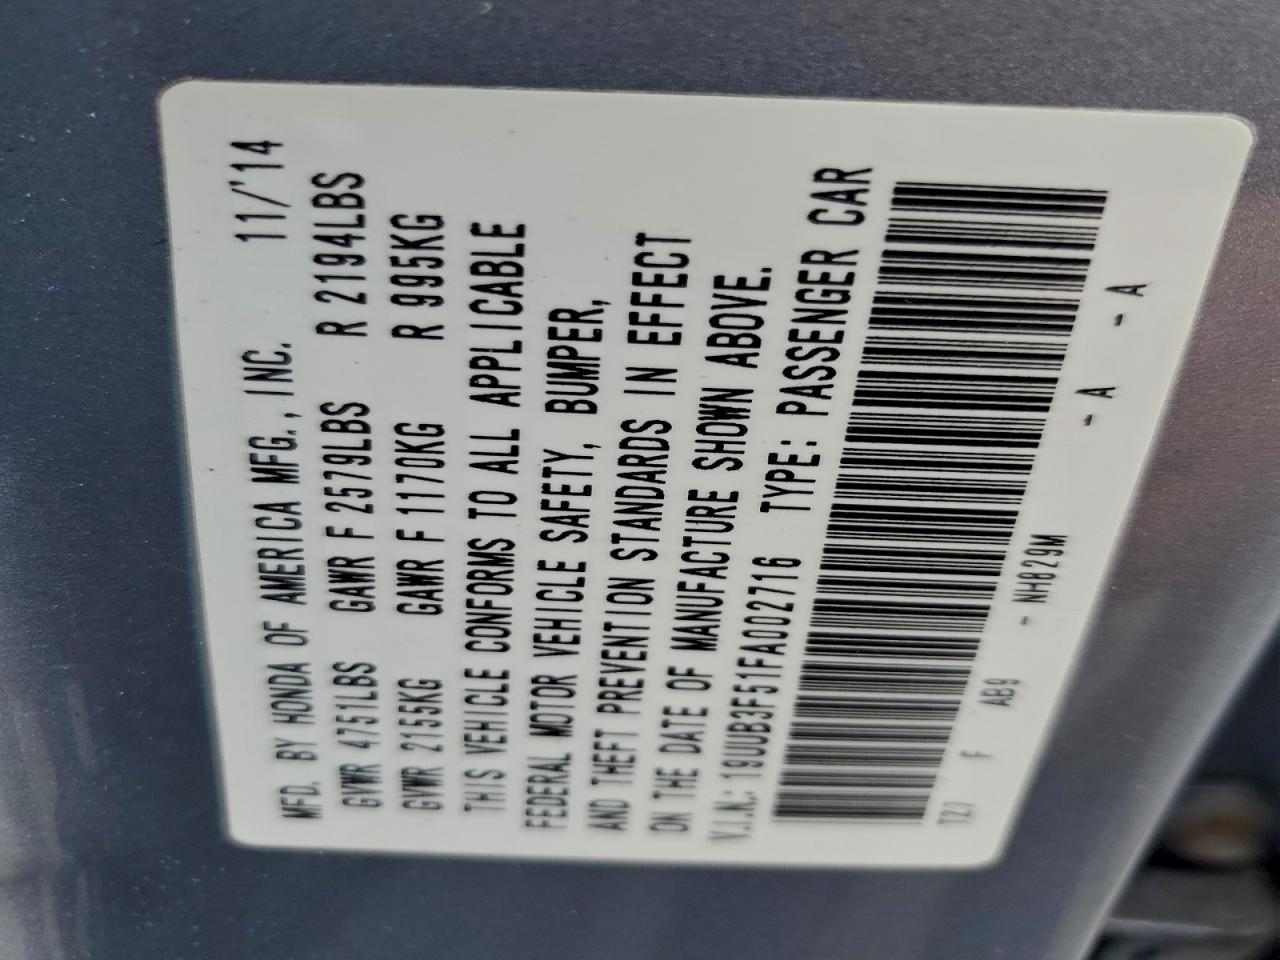 MFD. BY HONDA OF AMERICA MFG., INC. 11/'14
GVWR 4751LBS GAWR F 2579LBS R 2194LBS
GVWR 2155KG GAWR F 1170KG R 995KG
THIS VEHICLE CONFORMS TO ALL APPLICABLE
FEDERAL MOTOR VEHICLE SAFETY, BUMPER,
AND THEFT PREVENTION STANDARDS IN EFFECT
ON THE DATE OF MANUFACTURE SHOWN ABOVE.
V.I.N.: 19UUB3F51FA002716 TYPE: PASSENGER CAR
TZ7 F AB9 - NH829M - A - A